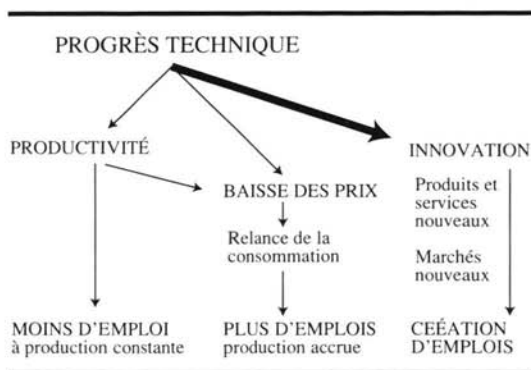 PROGRÈS TECHNIQUE
PRODUCTIVITÉ
BAISSE DES PRIX
Relance de la
consommation
INNOVATION
Produits et
services
nouveaux
Marchés
nouveaux
MOINS D'EMPLOI
à production constante
PLUS D'EMPLOIS
production accrue
CEÉATION
D'EMPLOIS